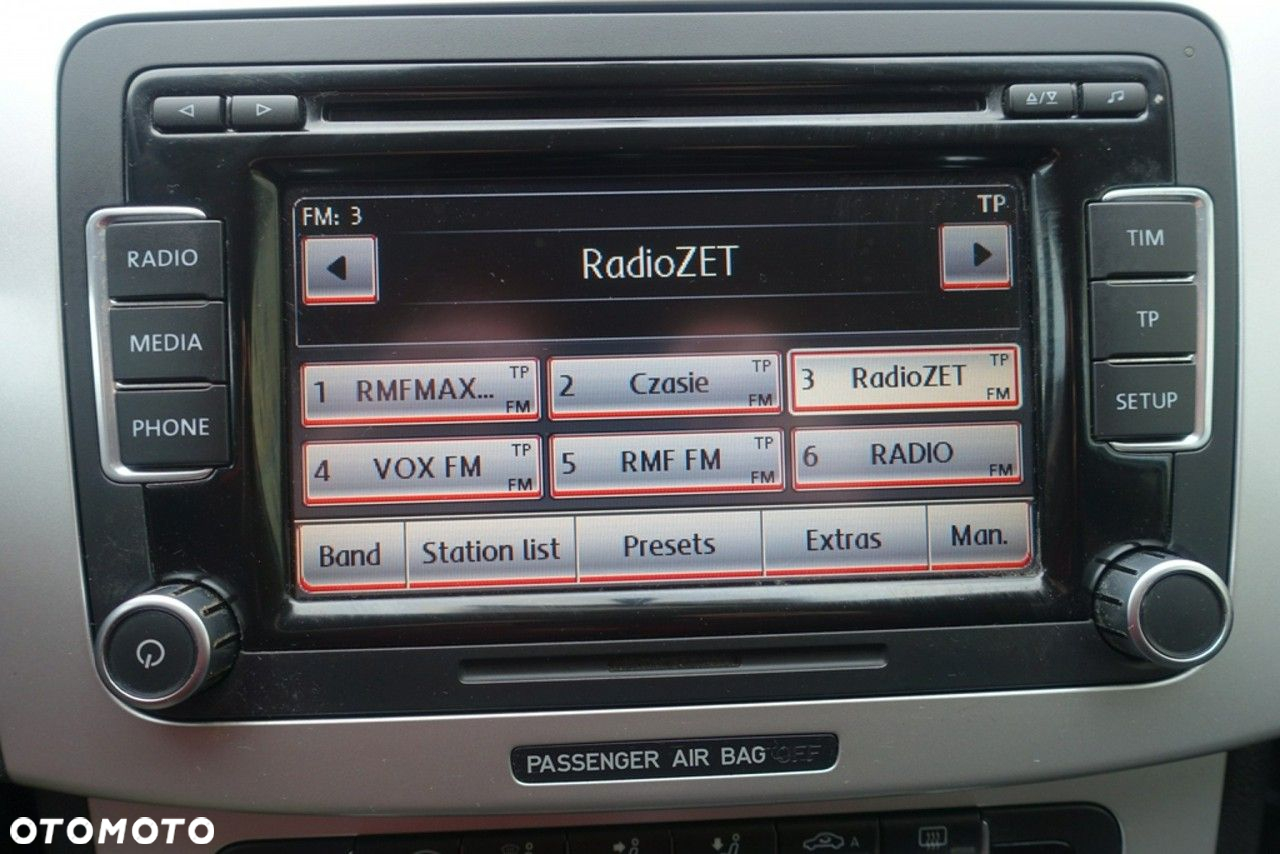 FM: 3
TP
RadioZET
RADIO
MEDIA
PHONE
TIM
TP
SETUP
1 RMFMAX... TP FM
2 Czasie TP FM
3 RadioZET TP FM
4 VOX FM TP FM
5 RMF FM TP FM
6 RADIO FM
Band
Station list
Presets
Extras
Man.
PASSENGER AIR BAG OFF
A
OTOMOTO